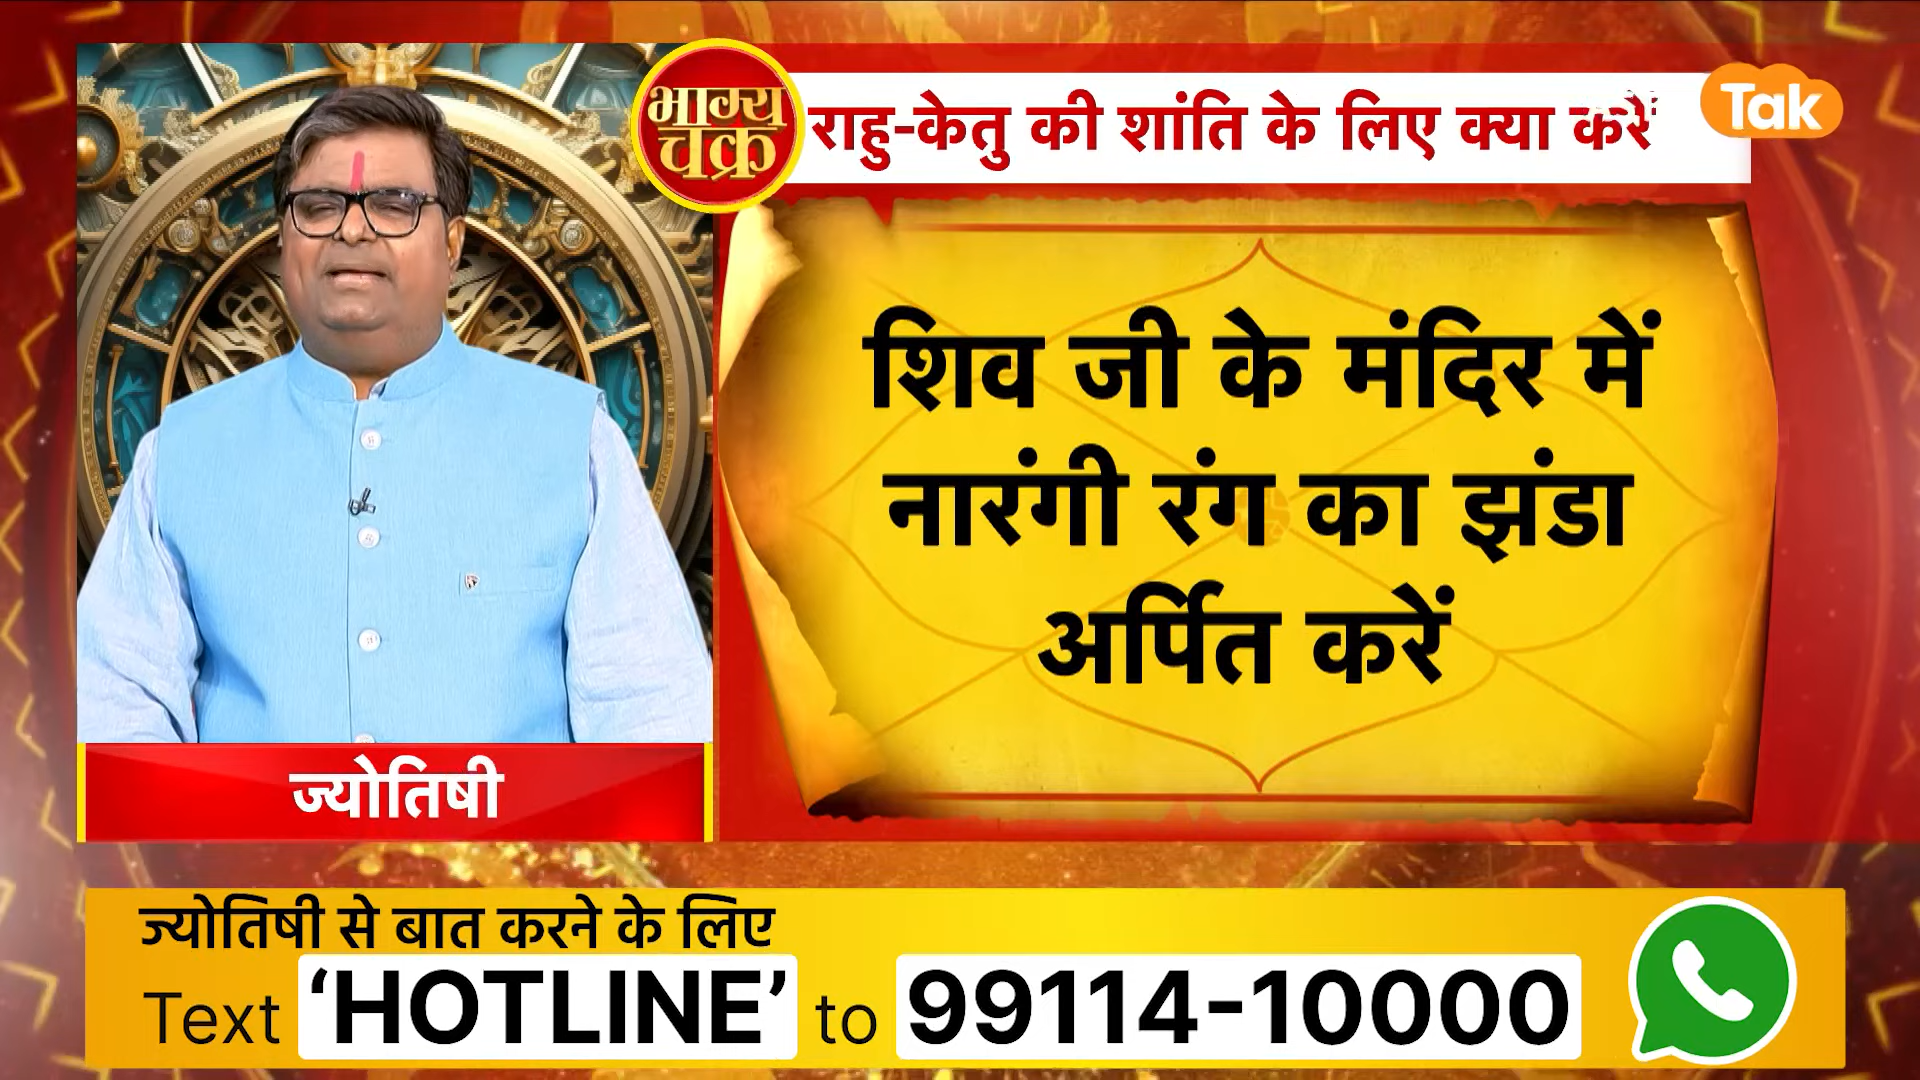 भाग्य
चक्र
राहु-केतु की शांति के लिए क्या करें
Tak
शिव जी के मंदिर में
नारंगी रंग का झंडा
अर्पित करें
ज्योतिषी
ज्योतिषी से बात करने के लिए
Text ‘HOTLINE’ to 99114-10000